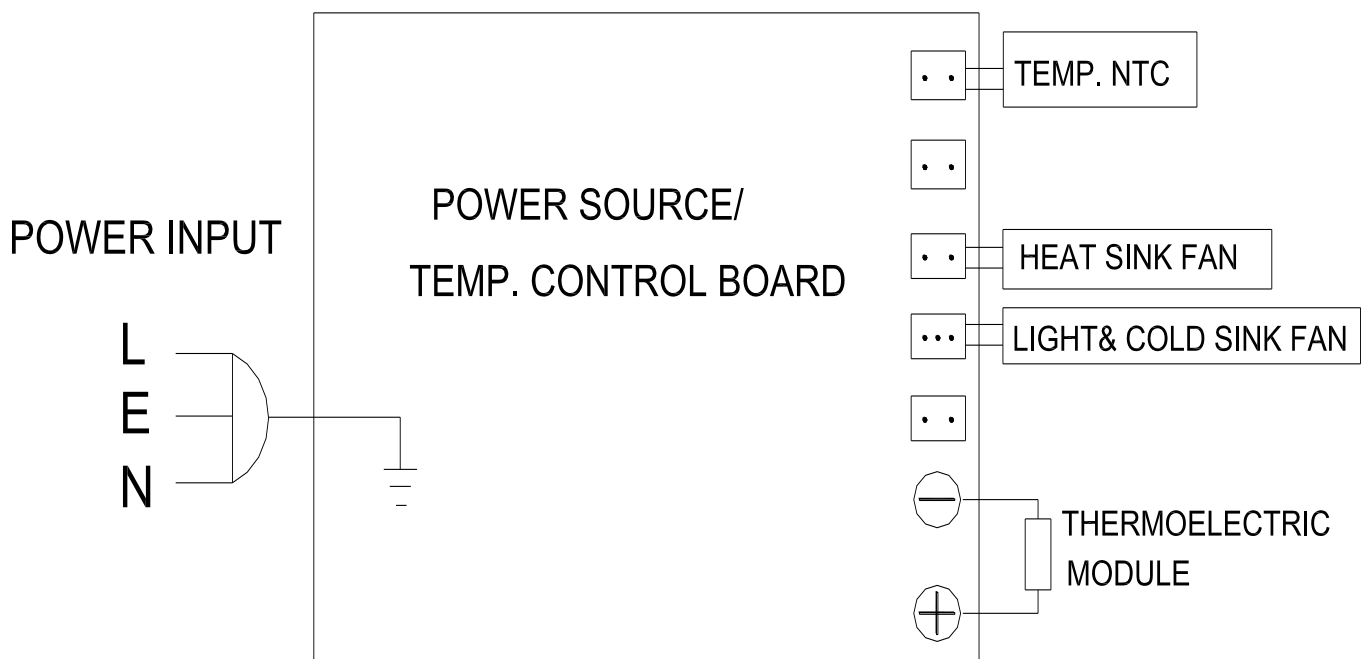 POWER INPUT
L
E
N
POWER SOURCE/
TEMP. CONTROL BOARD
TEMP. NTC
HEAT SINK FAN
LIGHT& COLD SINK FAN
THERMOELECTRIC
MODULE